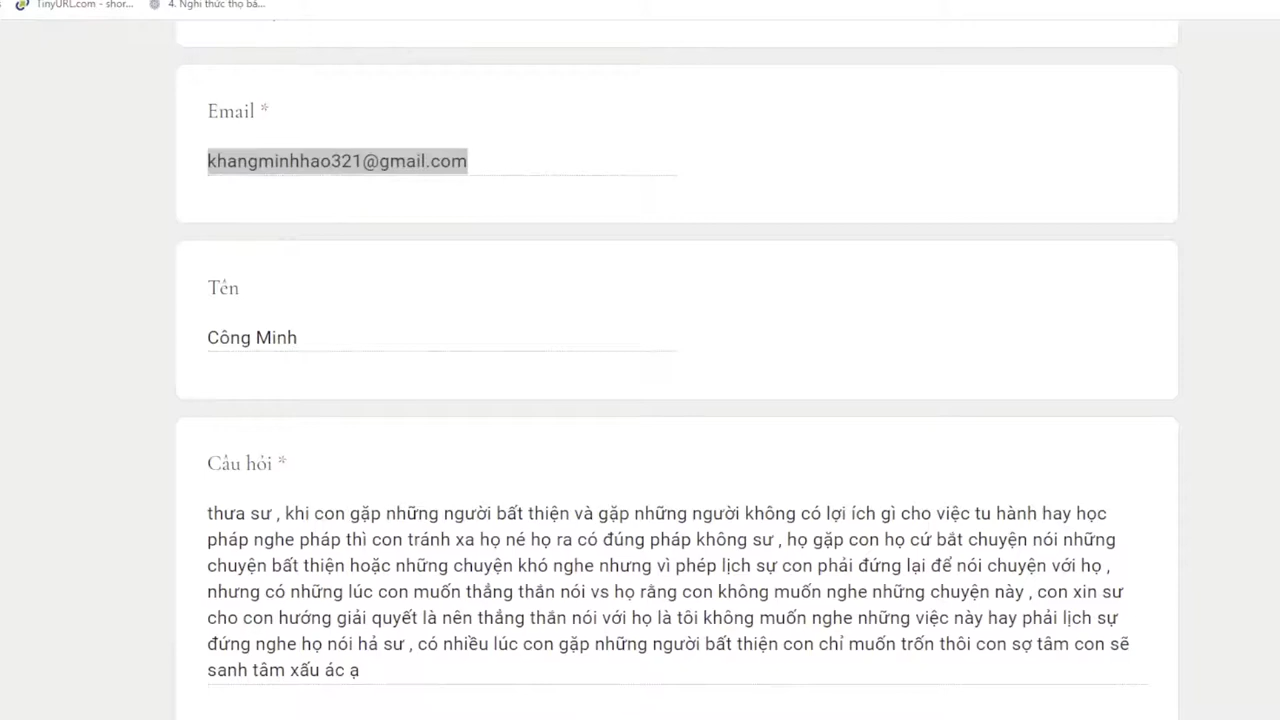 TinyURL.com - shor...
4. Nghi thức thọ bá...
Email *
khangminhhao321@gmail.com
Tên
Công Minh
Câu hỏi *
thưa sư , khi con gặp những người bất thiện và gặp những người không có lợi ích gì cho việc tu hành hay học
pháp nghe pháp thì con tránh xa họ né họ ra có đúng pháp không sư , họ gặp con họ cứ bắt chuyện nói những
chuyện bất thiện hoặc những chuyện khó nghe nhưng vì phép lịch sự con phải đứng lại để nói chuyện với họ ,
nhưng có những lúc con muốn thẳng thắn nói vs họ rằng con không muốn nghe những chuyện này , con xin sư
cho con hướng giải quyết là nên thẳng thắn nói với họ là tôi không muốn nghe những việc này hay phải lịch sự
đứng nghe họ nói hả sư , có nhiều lúc con gặp những người bất thiện con chỉ muốn trốn thôi con sợ tâm con sẽ
sanh tâm xấu ác ạ